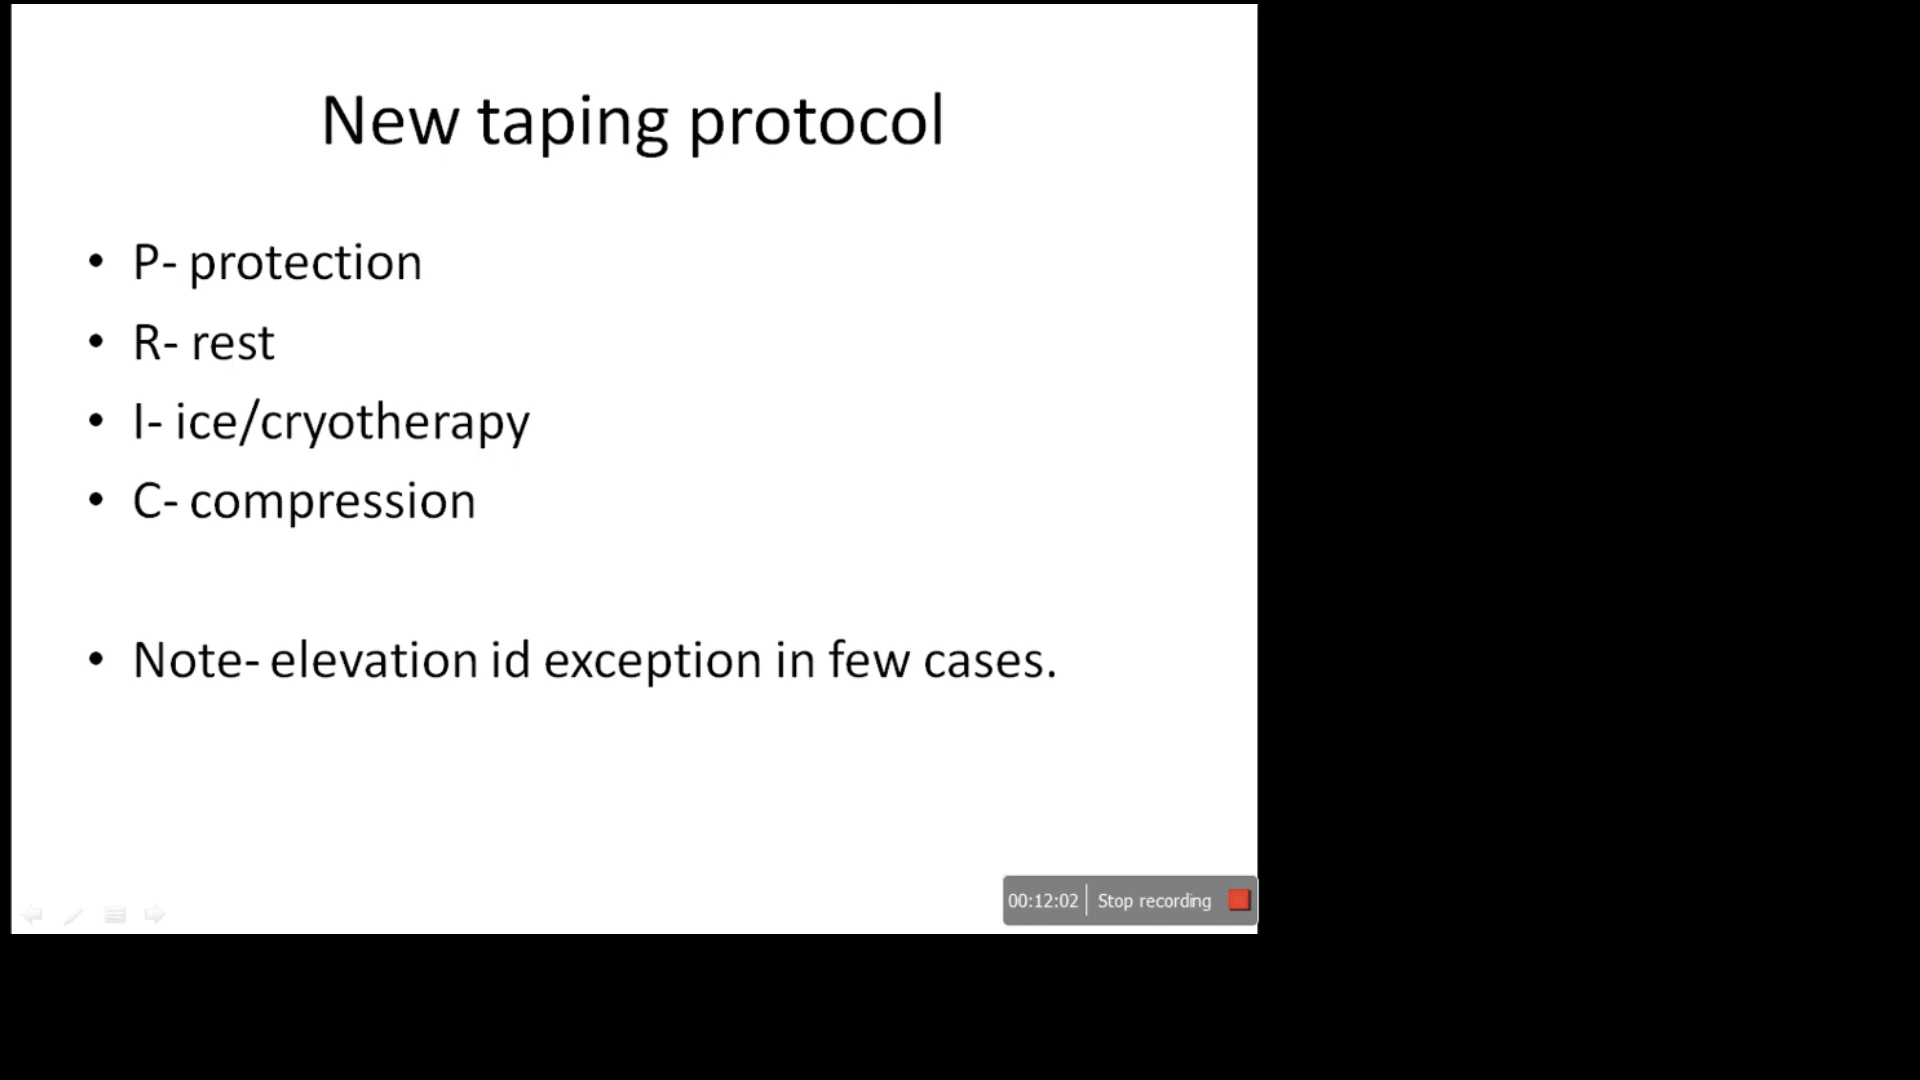 New taping protocol
• P- protection
• R- rest
• I- ice/cryotherapy
• C- compression
• Note- elevation id exception in few cases.
00:12:02 Stop recording